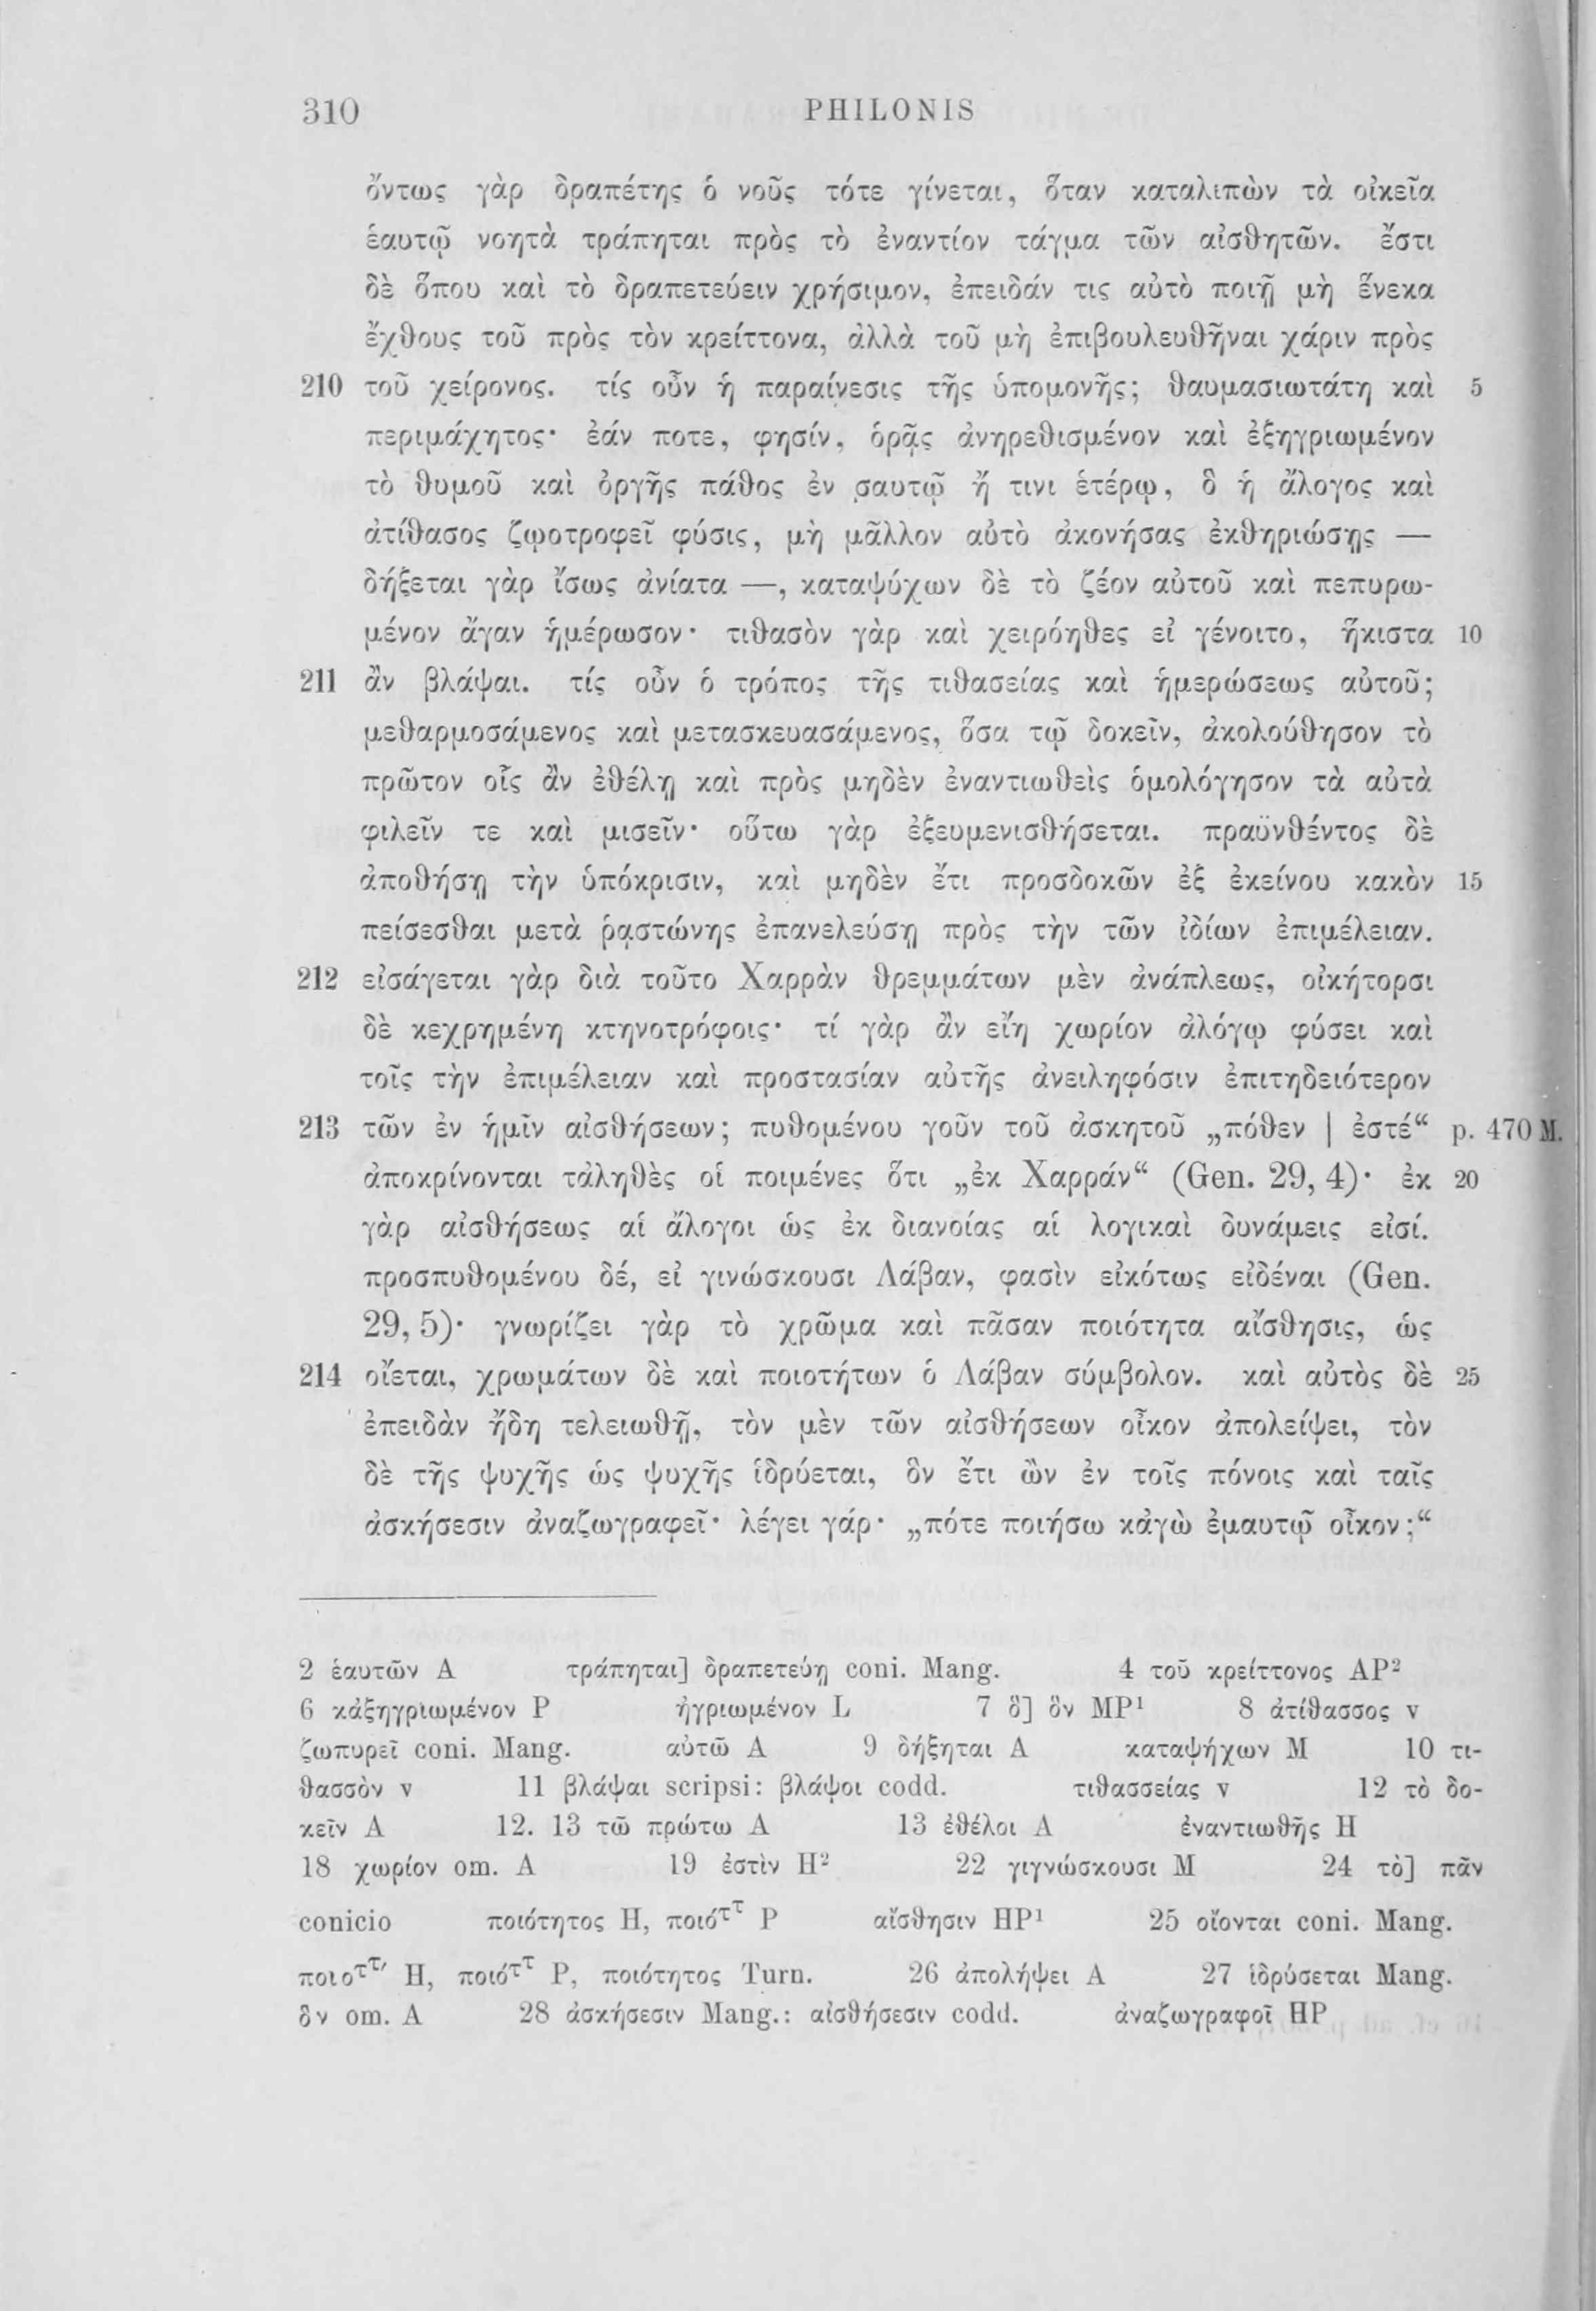 310 PHILONIS
ὄντως γὰρ δραπέτης ὁ νοῦς τότε γίνεται, ὅταν καταλιπὼν τὰ οἰκεῖα
ἑαυτῷ νοητὰ τράπηται πρὸς τὸ ἐναντίον τάγμα τῶν αἰσθητῶν. ἔστι
δὲ ὅπου καὶ τὸ δραπετεύειν χρήσιμον, ἐπειδάν τις αὐτὸ ποιῇ μὴ ἕνεκα
ἔχθους τοῦ πρὸς τὸν κρείττονα, ἀλλὰ τοῦ μὴ ἐπιβουλευθῆναι χάριν πρὸς
210 τοῦ χείρονος. τίς οὖν ἡ παραίνεσις τῆς ὑπομονῆς; θαυμασιωτάτη καὶ 5
περιμάχητος· ἐάν ποτε, φησίν, ὁρᾷς ἀνηρεθισμένον καὶ ἐξηγριωμένον
τὸ θυμοῦ καὶ ὀργῆς πάθος ἐν σαυτῷ ἤ τινι ἑτέρῳ, ὃ ἡ ἄλογος καὶ
ἀτίθασος ζῳοτροφεῖ φύσις, μὴ μᾶλλον αὐτὸ ἀκονήσας ἐκθηριώσῃς —
δήξεται γὰρ ἴσως ἀνίατα —, καταψύχων δὲ τὸ ζέον αὐτοῦ καὶ πεπυρω-
μένον ἄγαν ἡμέρωσον· τιθασὸν γὰρ καὶ χειρόηθες εἰ γένοιτο, ἥκιστα 10
211 ἂν βλάψαι. τίς οὖν ὁ τρόπος τῆς τιθασείας καὶ ἡμερώσεως αὐτοῦ;
μεθαρμοσάμενος καὶ μετασκευασάμενος, ὅσα τῷ δοκεῖν, ἀκολούθησον τὸ
πρῶτον οἷς ἂν ἐθέλῃ καὶ πρὸς μηδὲν ἐναντιωθεὶς ὁμολόγησον τὰ αὐτὰ
φιλεῖν τε καὶ μισεῖν· οὕτω γὰρ ἐξευμενισθήσεται. πραϋνθέντος δὲ
ἀποθήσῃ τὴν ὑπόκρισιν, καὶ μηδὲν ἔτι προσδοκῶν ἐξ ἐκείνου κακὸν 15
πείσεσθαι μετὰ ῥᾳστώνης ἐπανελεύσῃ πρὸς τὴν τῶν ἰδίων ἐπιμέλειαν.
212 εἰσάγεται γὰρ διὰ τοῦτο Χαρρὰν θρεμμάτων μὲν ἀνάπλεως, οἰκήτορσι
δὲ κεχρημένη κτηνοτρόφοις· τί γὰρ ἂν εἴη χωρίον ἀλόγῳ φύσει καὶ
τοῖς τὴν ἐπιμέλειαν καὶ προστασίαν αὐτῆς ἀνειληφόσιν ἐπιτηδειότερον
213 τῶν ἐν ἡμῖν αἰσθήσεων; πυθομένου γοῦν τοῦ ἀσκητοῦ „πόθεν | ἐστέ“ p. 470 M.
ἀποκρίνονται τἀληθὲς οἱ ποιμένες ὅτι „ἐκ Χαρράν“ (Gen. 29, 4)· ἐκ 20
γὰρ αἰσθήσεως αἱ ἄλογοι ὡς ἐκ διανοίας αἱ λογικαὶ δυνάμεις εἰσί.
προσπυθομένου δέ, εἰ γινώσκουσι Λάβαν, φασὶν εἰκότως εἰδέναι (Gen.
29, 5)· γνωρίζει γὰρ τὸ χρῶμα καὶ πᾶσαν ποιότητα αἴσθησις, ὡς
214 οἴεται, χρωμάτων δὲ καὶ ποιοτήτων ὁ Λάβαν σύμβολον. καὶ αὐτὸς δὲ 25
ἐπειδὰν ἤδη τελειωθῇ, τὸν μὲν τῶν αἰσθήσεων οἶκον ἀπολείψει, τὸν
δὲ τῆς ψυχῆς ὡς ψυχῆς ἱδρύεται, ὃν ἔτι ὢν ἐν τοῖς πόνοις καὶ ταῖς
ἀσκήσεσιν ἀναζωγραφεῖ· λέγει γάρ· „πότε ποιήσω κἀγὼ ἐμαυτῷ οἶκον;“
2 ἑαυτῶν A τράπηται] δραπετεύῃ coni. Mang. 4 τοῦ κρείττονος AP²
6 κἀξηγριωμένον P ἠγριωμένον L 7 ὃ] ὃν MP¹ 8 ἀτίθασσος v
ζωπυρεῖ coni. Mang. αὐτῶ A 9 δήξηται A καταψήχων M 10 τι-
θασσὸν v 11 βλάψαι scripsi: βλάψοι codd. τιθασσείας v 12 τὸ δο-
κεῖν A 12. 13 τῶ πρώτω A 13 ἐθέλοι A ἐναντιωθῆς H
18 χωρίον om. A 19 ἐστὶν H² 22 γιγνώσκουσι M 24 τὸ] πᾶν
conicio ποιότητος H, ποιόττ P αἴσθησιν HP¹ 25 οἴονται coni. Mang.
ποιοττ′ H, ποιόττ P, ποιότητος Turn. 26 ἀπολήψει A 27 ἱδρύσεται Mang.
ὃν om. A 28 ἀσκήσεσιν Mang.: αἰσθήσεσιν codd. ἀναζωγραφοῖ HP